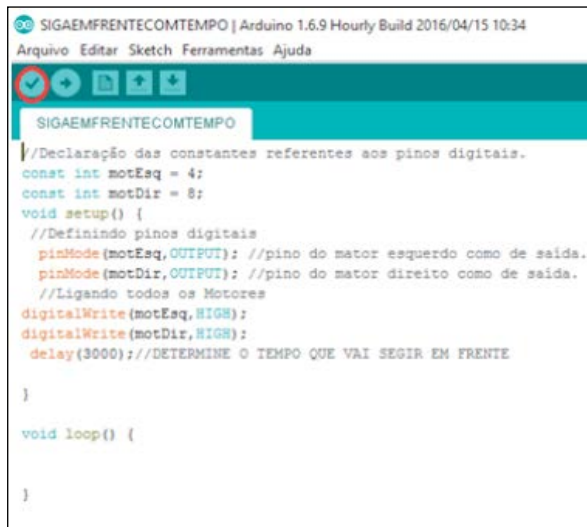 SIGAEMFRENTECOMTEMPO | Arduino 1.6.9 Hourly Build 2016/04/15 10:34
Arquivo Editar Sketch Ferramentas Ajuda
SIGAEMFRENTECOMTEMPO
//Declaração das constantes referentes aos pinos digitais.
const int motEsq = 4;
const int motDir = 8;
void setup() {
//Definindo pinos digitais
pinMode(motEsq,OUTPUT); //pino do mator esquerdo como de saída.
pinMode(motDir,OUTPUT); //pino do mator direito como de saída.
//Ligando todos os Motores
digitalWrite(motEsq,HIGH);
digitalWrite(motDir,HIGH);
delay(3000);//DETERMINE O TEMPO QUE VAI SEGIR EM FRENTE
}
void loop() {
}